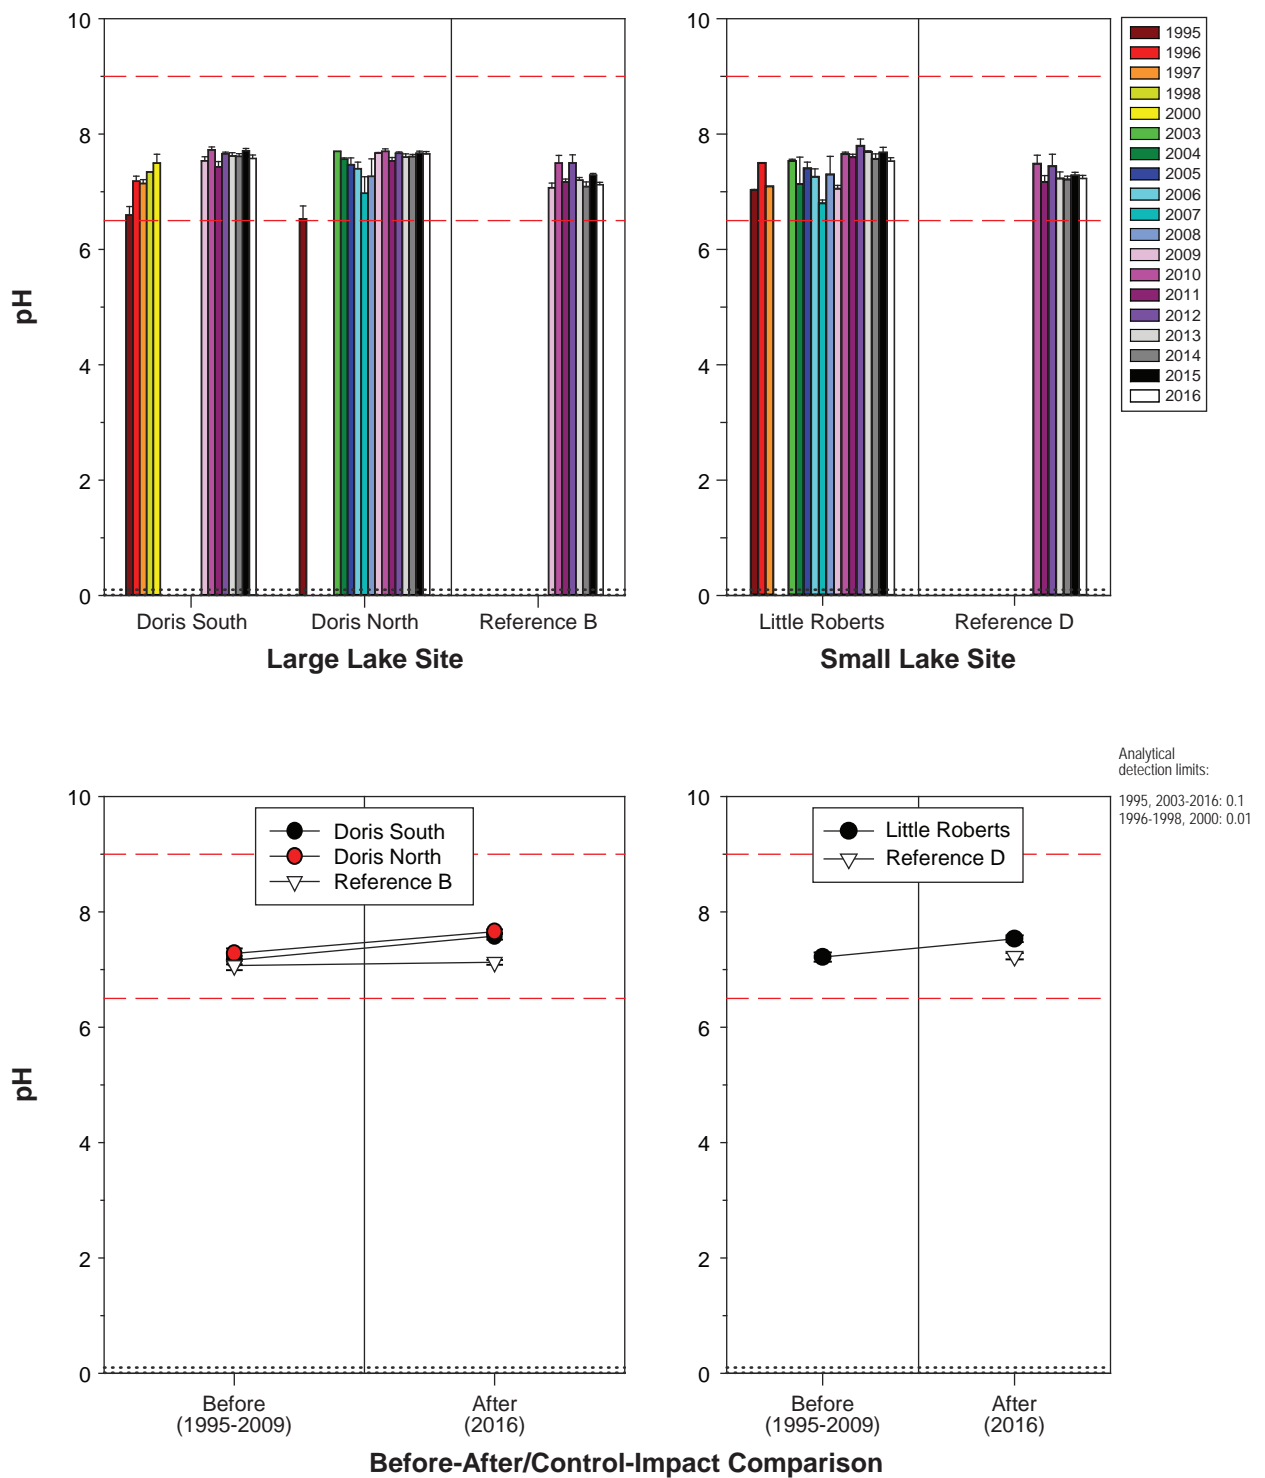 10
8
6
4
2
0
pH
Doris South
Doris North
Reference B
Large Lake Site
10
8
6
4
2
0
Little Roberts
Reference D
Small Lake Site
1995
1996
1997
1998
2000
2003
2004
2005
2006
2007
2008
2009
2010
2011
2012
2013
2014
2015
2016
Analytical
detection limits:
1995, 2003-2016: 0.1
1996-1998, 2000: 0.01
10
8
6
4
2
0
pH
Doris South
Doris North
Reference B
Before
(1995-2009)
After
(2016)
10
8
6
4
2
0
Little Roberts
Reference D
Before
(1995-2009)
After
(2016)
Before-After/Control-Impact Comparison